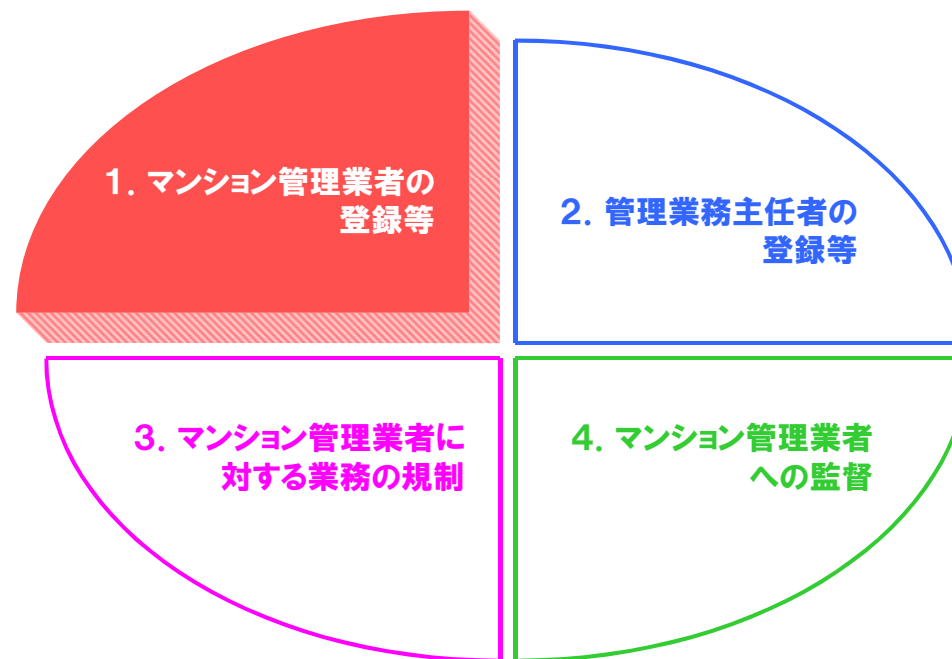 1. マンション管理業者の
登録等
2. 管理業務主任者の
登録等
3. マンション管理業者に
対する業務の規制
4. マンション管理業者
への監督